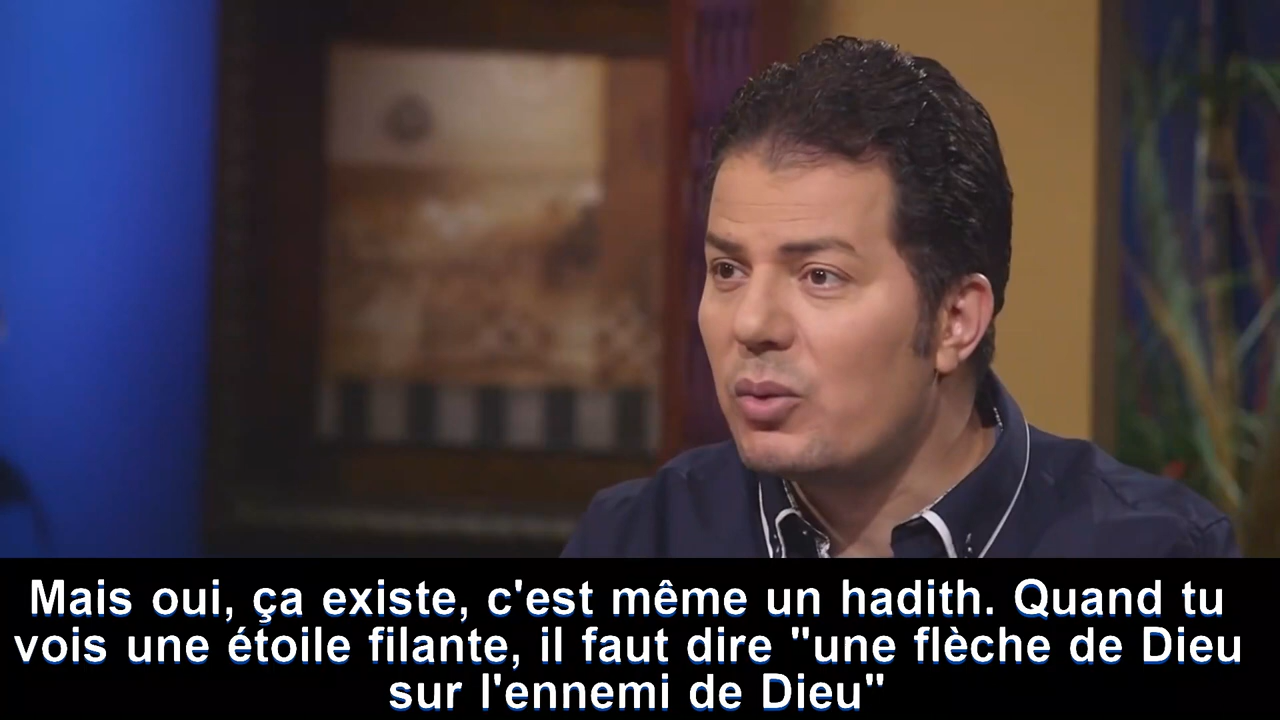 Mais oui, ça existe, c'est même un hadith. Quand tu
vois une étoile filante, il faut dire "une flèche de Dieu
sur l'ennemi de Dieu"